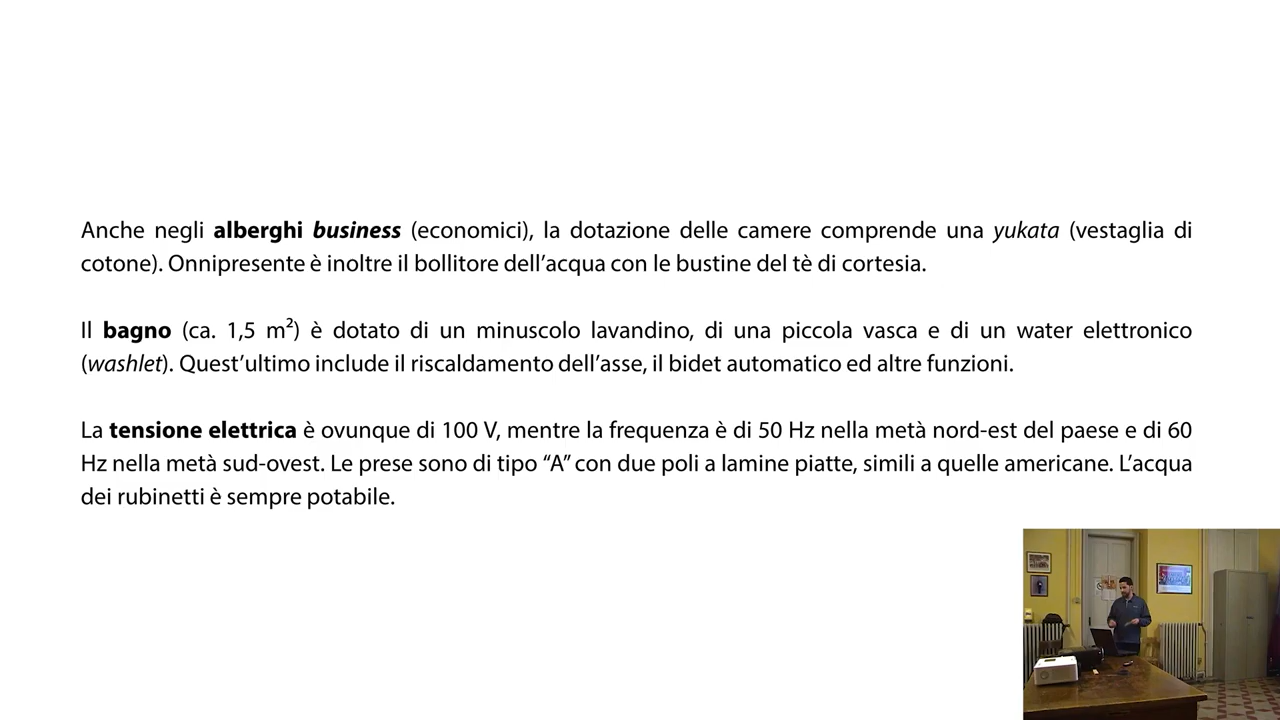 Anche negli alberghi business (economici), la dotazione delle camere comprende una yukata (vestaglia di
cotone). Onnipresente è inoltre il bollitore dell’acqua con le bustine del tè di cortesia.
Il bagno (ca. 1,5 m²) è dotato di un minuscolo lavandino, di una piccola vasca e di un water elettronico
(washlet). Quest’ultimo include il riscaldamento dell’asse, il bidet automatico ed altre funzioni.
La tensione elettrica è ovunque di 100 V, mentre la frequenza è di 50 Hz nella metà nord-est del paese e di 60
Hz nella metà sud-ovest. Le prese sono di tipo “A” con due poli a lamine piatte, simili a quelle americane. L’acqua
dei rubinetti è sempre potabile.